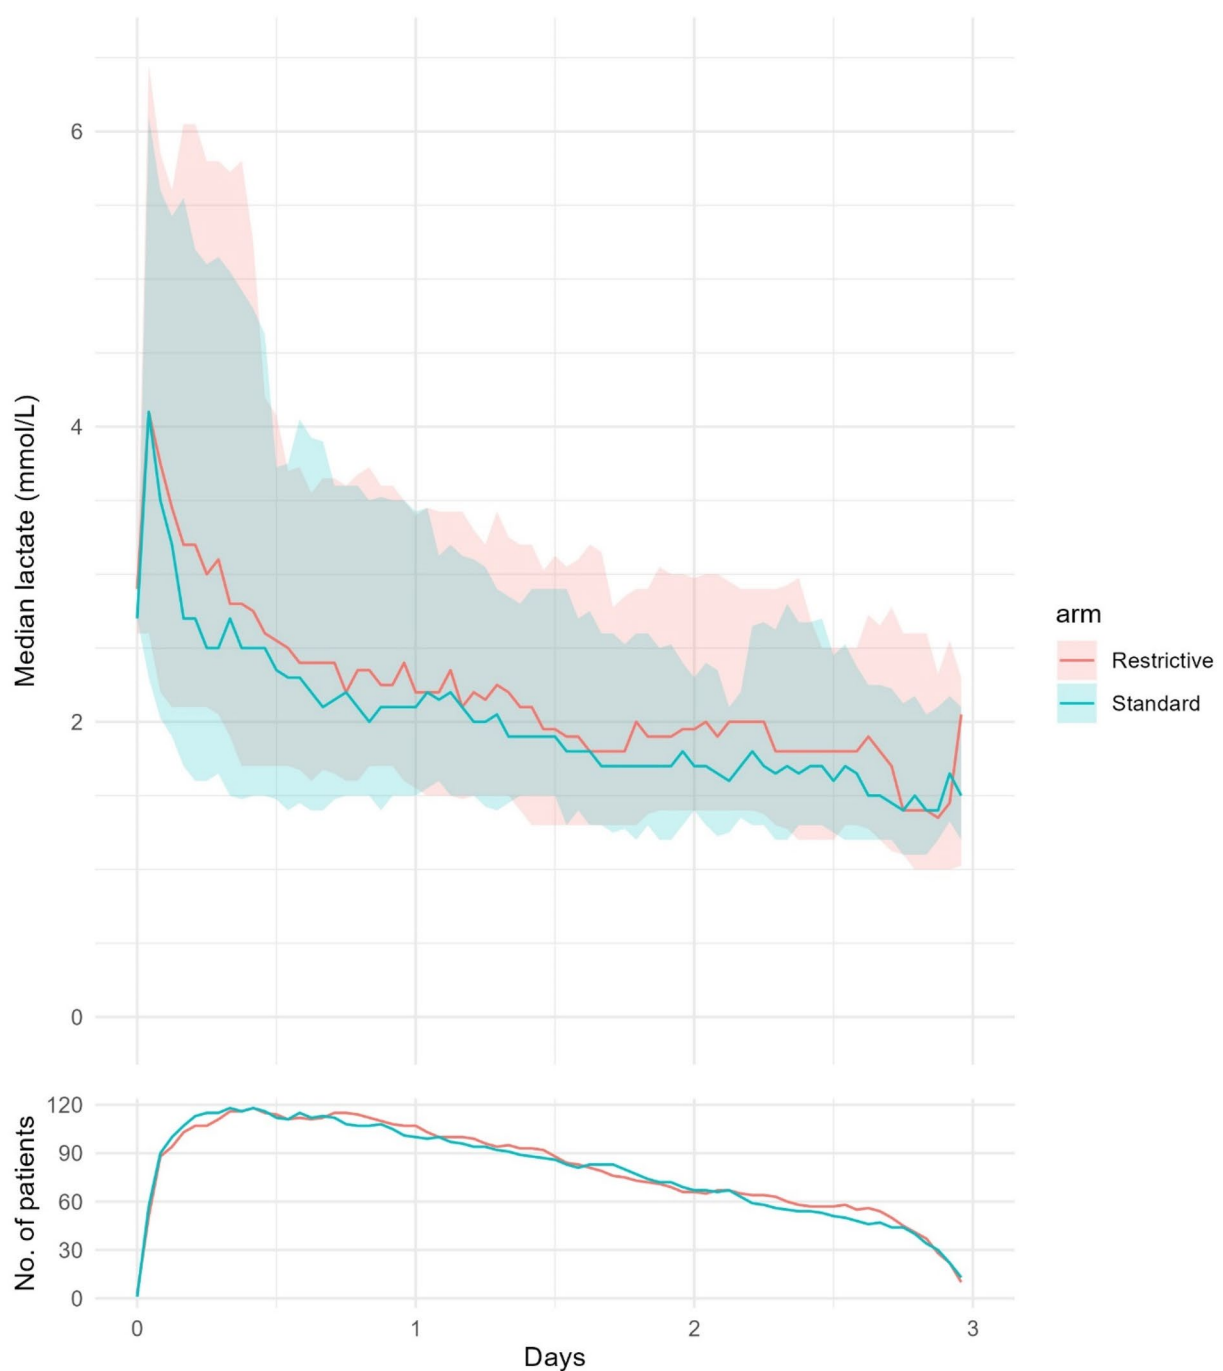 6
4
2
0
Median lactate (mmol/L)
arm
Restrictive
Standard
120
90
60
30
0
No. of patients
0 1 2 3
Days